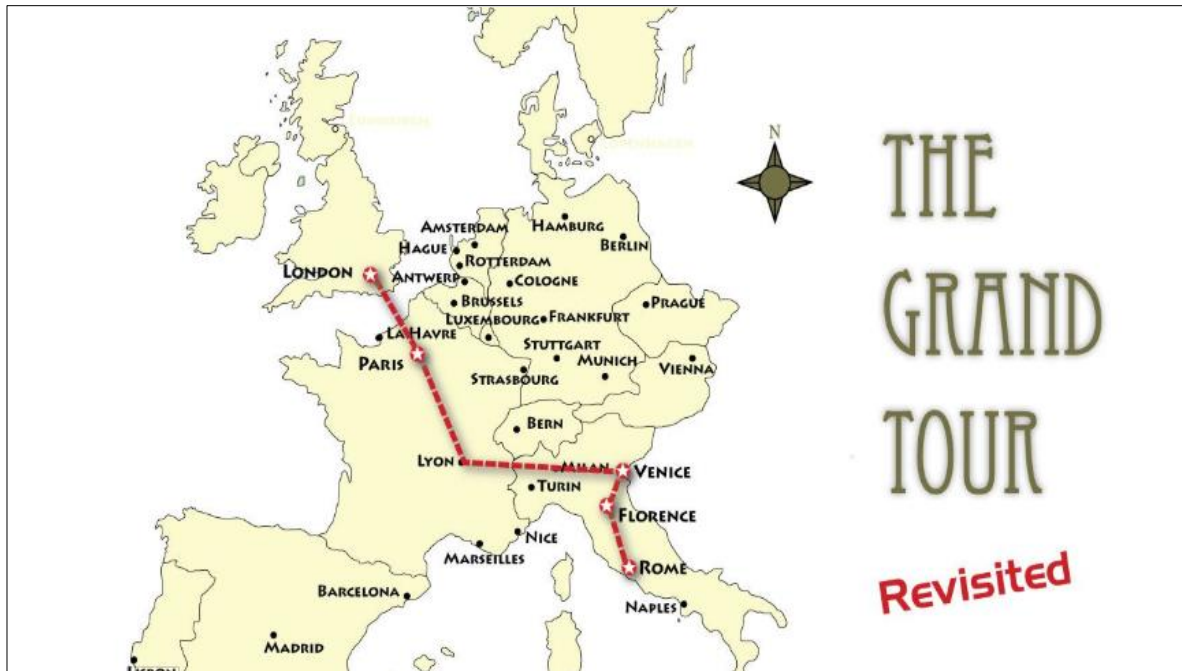 N
THE
GRAND
TOUR
Revisited
AMSTERDAM
HAMBURG
BERLIN
HAGUE
ROTTERDAM
LONDON
ANTWERP
COLOGNE
BRUSSELS
PRAGUE
LUXEMBOURG
FRANKFURT
LA HAVRE
STUTTGART
PARIS
MUNICH
VIENNA
STRASBOURG
BERN
LYON
MILAN
VENICE
TURIN
FLORENCE
NICE
MARSEILLES
ROME
BARCELONA
NAPLES
MADRID